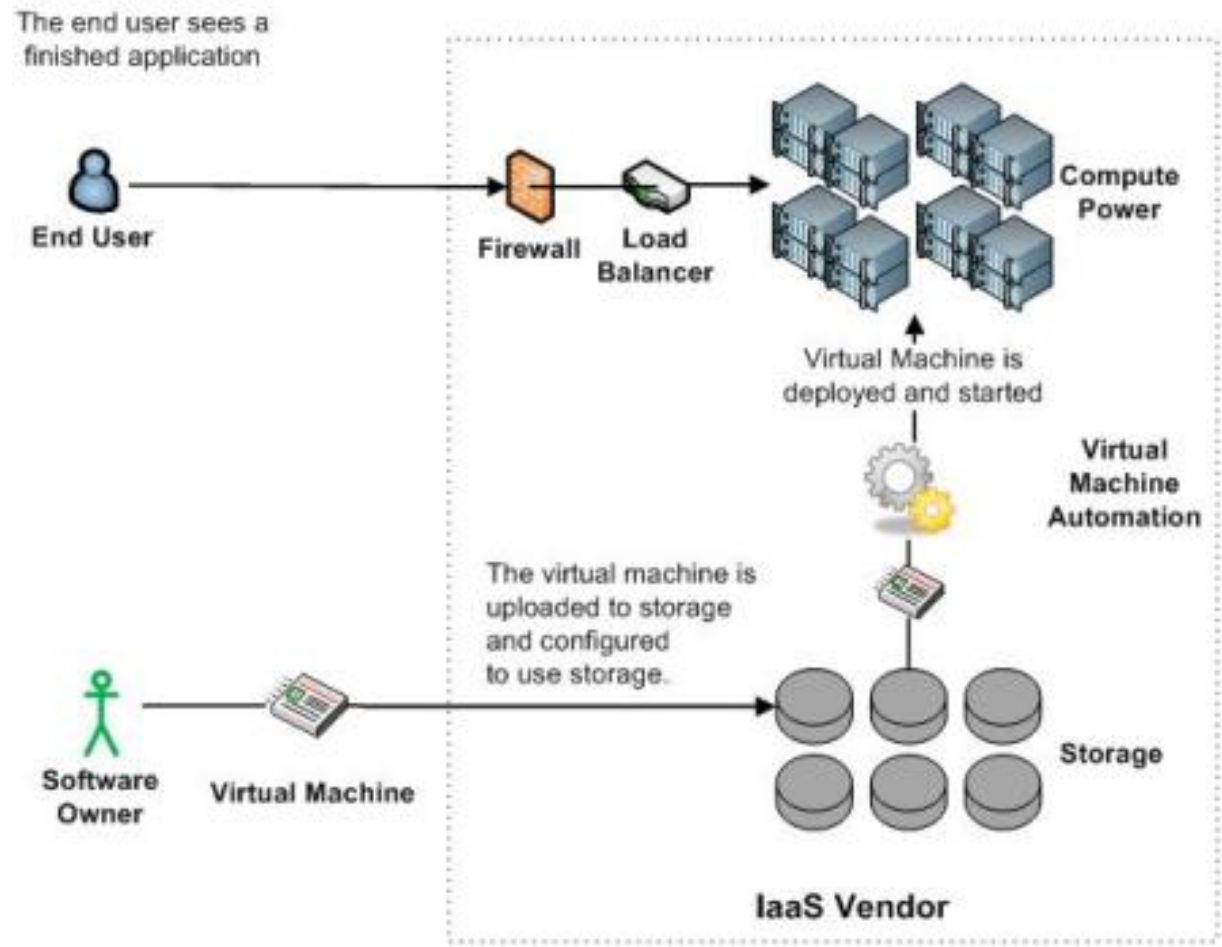 The end user sees a
finished application
End User
Firewall
Load
Balancer
Compute
Power
Virtual Machine is
deployed and started
Virtual
Machine
Automation
The virtual machine is
uploaded to storage
and configured
to use storage.
Software
Owner
Virtual Machine
Storage
IaaS Vendor